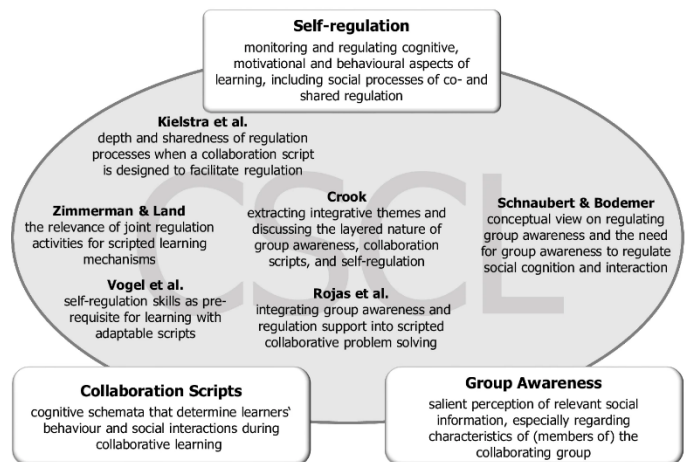 Self-regulation
monitoring and regulating cognitive,
motivational and behavioural aspects of
learning, including social processes of co- and
shared regulation
CSCL
Kielstra et al.
depth and sharedness of regulation
processes when a collaboration script
is designed to facilitate regulation
Zimmerman & Land
the relevance of joint regulation
activities for scripted learning
mechanisms
Crook
extracting integrative themes and
discussing the layered nature of
group awareness, collaboration
scripts, and self-regulation
Schnaubert & Bodemer
conceptual view on regulating
group awareness and the need
for group awareness to regulate
social cognition and interaction
Vogel et al.
self-regulation skills as pre-
requisite for learning with
adaptable scripts
Rojas et al.
integrating group awareness and
regulation support into scripted
collaborative problem solving
Collaboration Scripts
cognitive schemata that determine learners‘
behaviour and social interactions during
collaborative learning
Group Awareness
salient perception of relevant social
information, especially regarding
characteristics of (members of) the
collaborating group